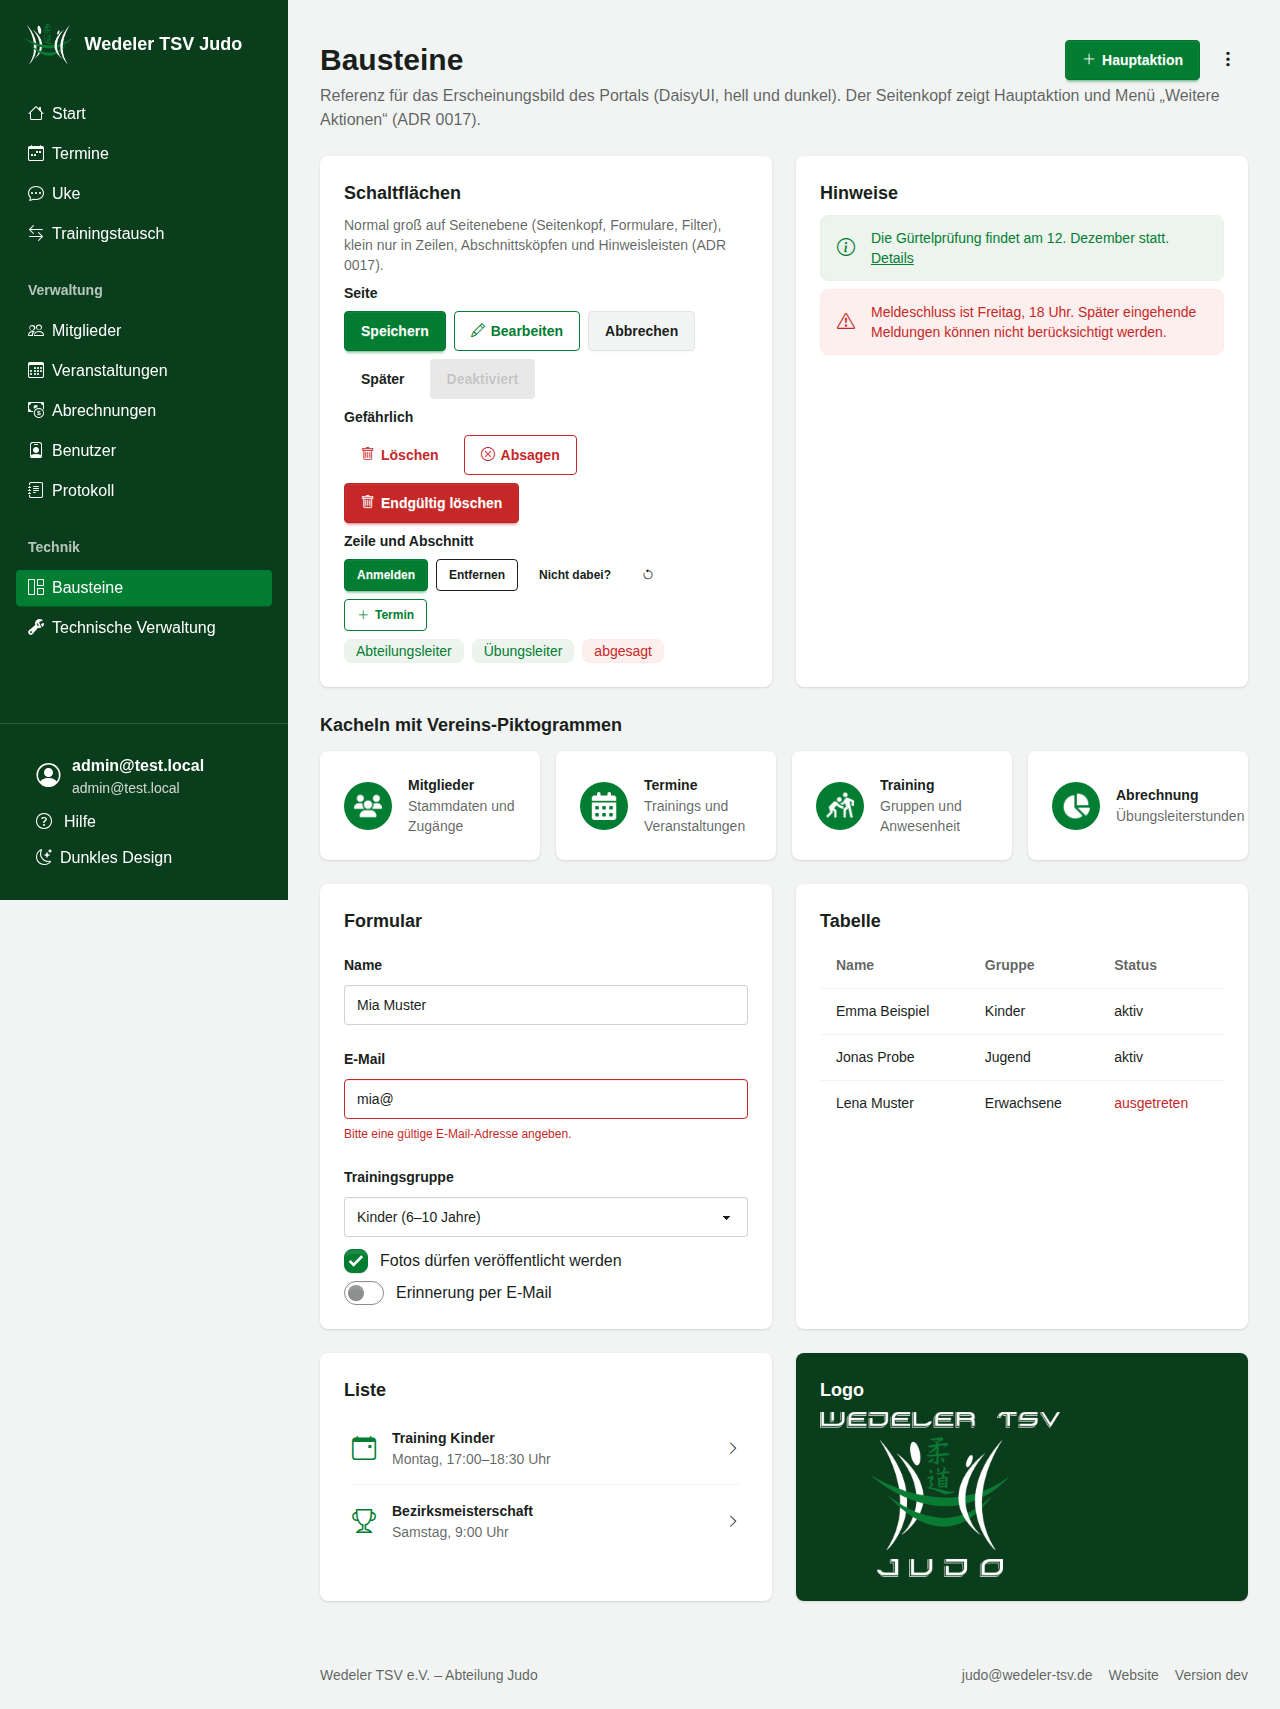 Wedeler TSV Judo
Start
Termine
Uke
Trainingstausch
Verwaltung
Mitglieder
Veranstaltungen
Abrechnungen
Benutzer
Protokoll
Technik
Bausteine
Technische Verwaltung
admin@test.local
admin@test.local
Hilfe
Dunkles Design
Bausteine
Hauptaktion
Referenz für das Erscheinungsbild des Portals (DaisyUI, hell und dunkel). Der Seitenkopf zeigt Hauptaktion und Menü „Weitere
Aktionen“ (ADR 0017).
Schaltflächen
Normal groß auf Seitenebene (Seitenkopf, Formulare, Filter),
klein nur in Zeilen, Abschnittsköpfen und Hinweisleisten (ADR
0017).
Seite
Speichern
Bearbeiten
Abbrechen
Später
Deaktiviert
Gefährlich
Löschen
Absagen
Endgültig löschen
Zeile und Abschnitt
Anmelden
Entfernen
Nicht dabei?
Termin
Abteilungsleiter
Übungsleiter
abgesagt
Hinweise
Die Gürtelprüfung findet am 12. Dezember statt.
Details
Meldeschluss ist Freitag, 18 Uhr. Später eingehende
Meldungen können nicht berücksichtigt werden.
Kacheln mit Vereins-Piktogrammen
Mitglieder
Stammdaten und
Zugänge
Termine
Trainings und
Veranstaltungen
Training
Gruppen und
Anwesenheit
Abrechnung
Übungsleiterstunden
Formular
Name
Mia Muster
E-Mail
mia@
Bitte eine gültige E-Mail-Adresse angeben.
Trainingsgruppe
Kinder (6–10 Jahre)
Fotos dürfen veröffentlicht werden
Erinnerung per E-Mail
Tabelle
Name Gruppe Status
Emma Beispiel Kinder aktiv
Jonas Probe Jugend aktiv
Lena Muster Erwachsene ausgetreten
Liste
Training Kinder
Montag, 17:00–18:30 Uhr
Bezirksmeisterschaft
Samstag, 9:00 Uhr
Logo
WEDELER TSV
柔
道
JUDO
Wedeler TSV e.V. – Abteilung Judo
judo@wedeler-tsv.de Website Version dev